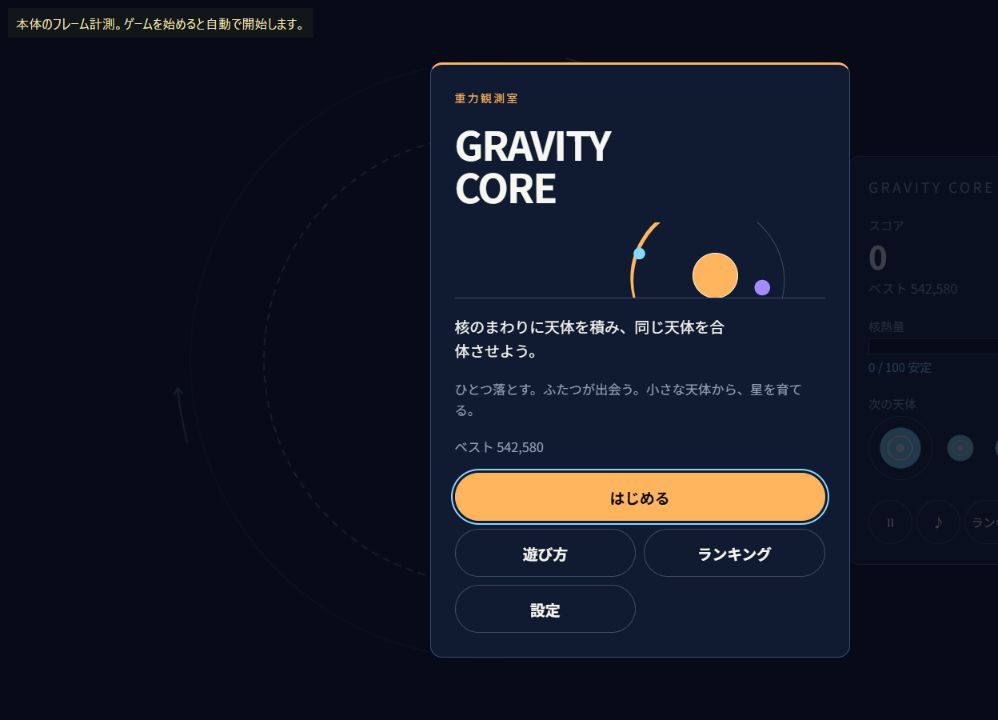 本体のフレーム計測。ゲームを始めると自動で開始します。
重力観測室
GRAVITY
CORE
核のまわりに天体を積み、同じ天体を合
体させよう。
ひとつ落とす。ふたつが出会う。小さな天体から、星を育て
る。
ベスト 542,580
はじめる
遊び方
ランキング
設定
GRAVITY CORE
スコア
0
ベスト 542,580
核熱量
0 / 100 安定
次の天体
ラン